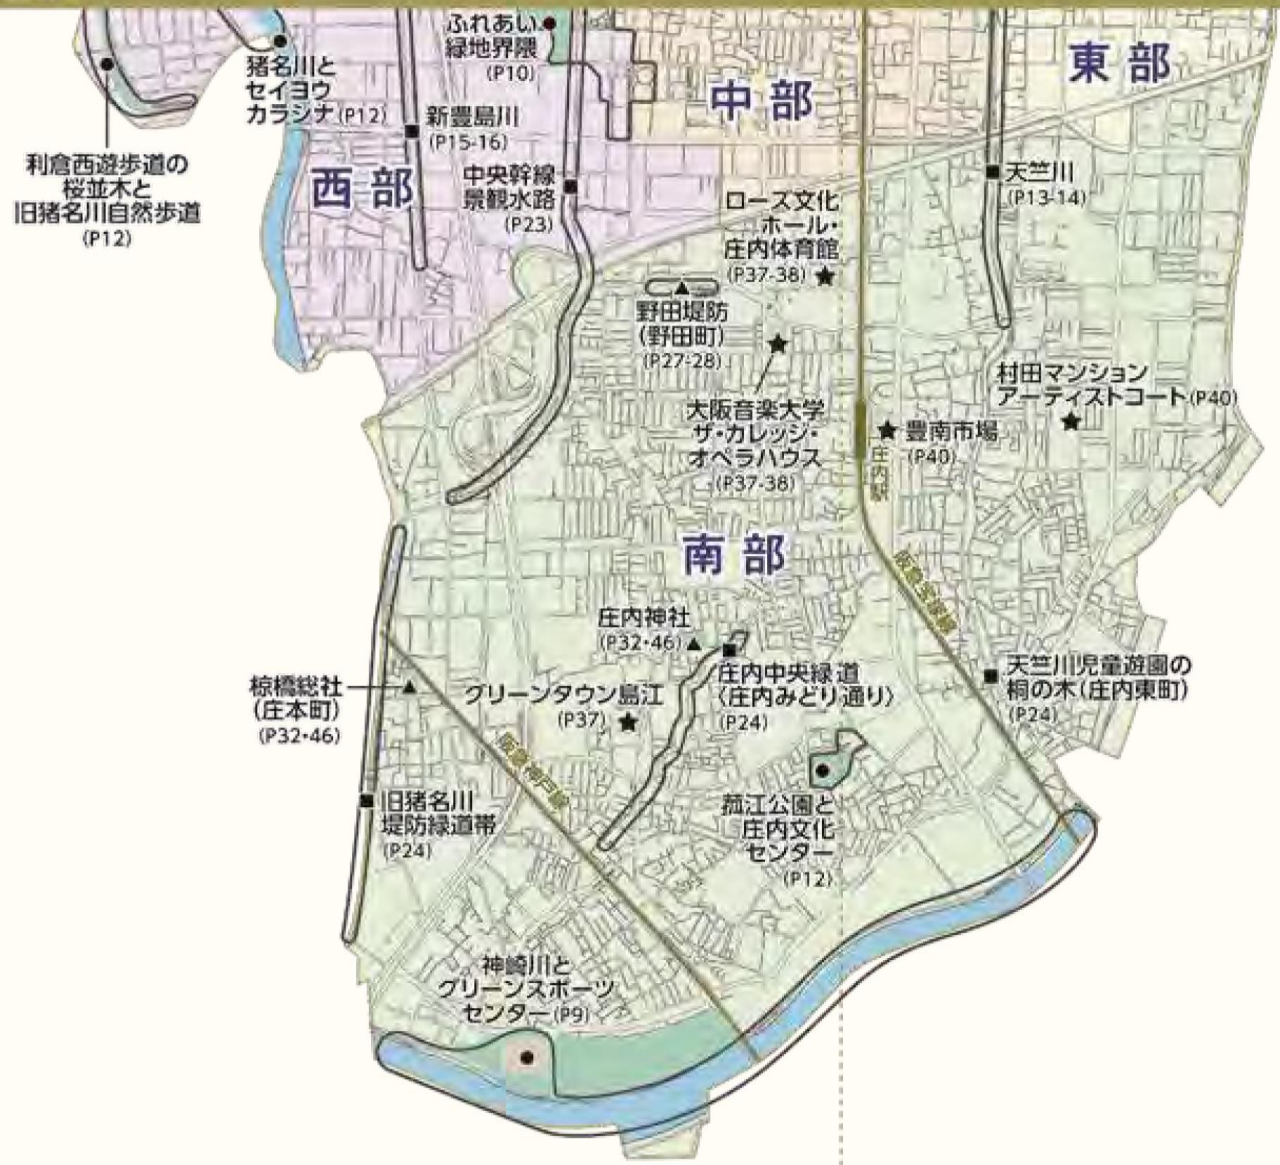 ふれあい
緑地界隈
(P10)
猪名川と
セイヨウ
カラシナ(P12)
新豊島川
(P15-16)
東部
中部
利倉西遊歩道の
桜並木と
旧猪名川自然歩道
(P12)
西部
中央幹線
景観水路
(P23)
天竺川
(P13-14)
ローズ文化
ホール・
庄内体育館
(P37-38)
野田堤防
(野田町)
(P27-28)
村田マンション
アーティストコート(P40)
大阪音楽大学
ザ・カレッジ・
オペラハウス
(P37-38)
豊南市場
(P40)
庄内駅
南部
阪急宝塚線
庄内神社
(P32・46)
庄内中央緑道
〈庄内みどり通り〉
(P24)
天竺川児童遊園の
桐の木(庄内東町)
(P24)
椋橋総社
(庄本町)
(P32・46)
グリーンタウン島江
(P37)
阪急神戸線
旧猪名川
堤防緑道帯
(P24)
菰江公園と
庄内文化
センター
(P12)
神崎川と
グリーンスポーツ
センター(P9)